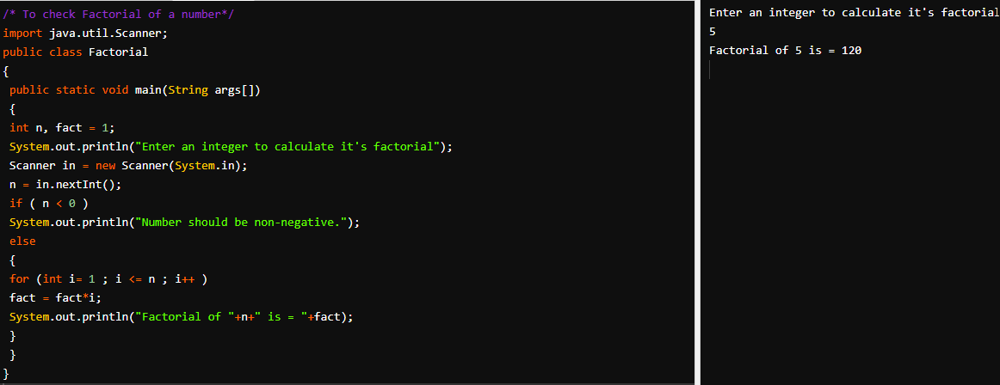 /* To check Factorial of a number*/
import java.util.Scanner;
public class Factorial
{
public static void main(String args[])
{
int n, fact = 1;
System.out.println("Enter an integer to calculate it's factorial");
Scanner in = new Scanner(System.in);
n = in.nextInt();
if ( n < 0 )
System.out.println("Number should be non-negative.");
else
{
for (int i= 1 ; i <= n ; i++ )
fact = fact*i;
System.out.println("Factorial of "+n+" is = "+fact);
}
}
}
Enter an integer to calculate it's factorial
5
Factorial of 5 is = 120